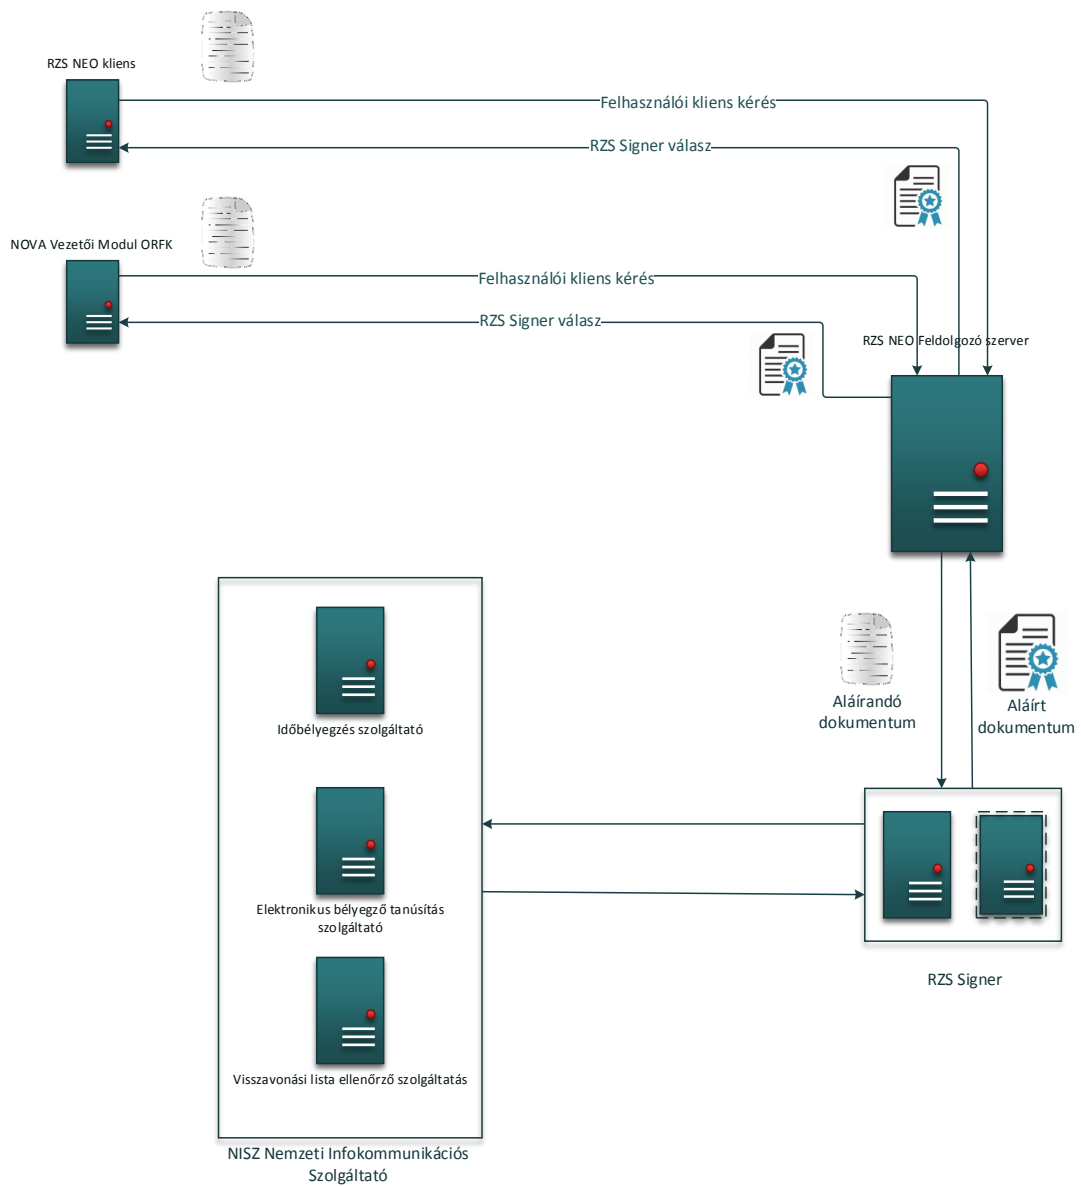 RZS NEO kliens
Felhasználói kliens kérés
RZS Signer válasz
NOVA Vezetői Modul ORFK
Felhasználói kliens kérés
RZS Signer válasz
RZS NEO Feldolgozó szerver
Aláírandó
dokumentum
Aláírt
dokumentum
Időbélyegzés szolgáltató
Elektronikus bélyegző tanúsítás
szolgáltató
Visszavonási lista ellenőrző szolgáltatás
RZS Signer
NISZ Nemzeti Infokommunikációs
Szolgáltató